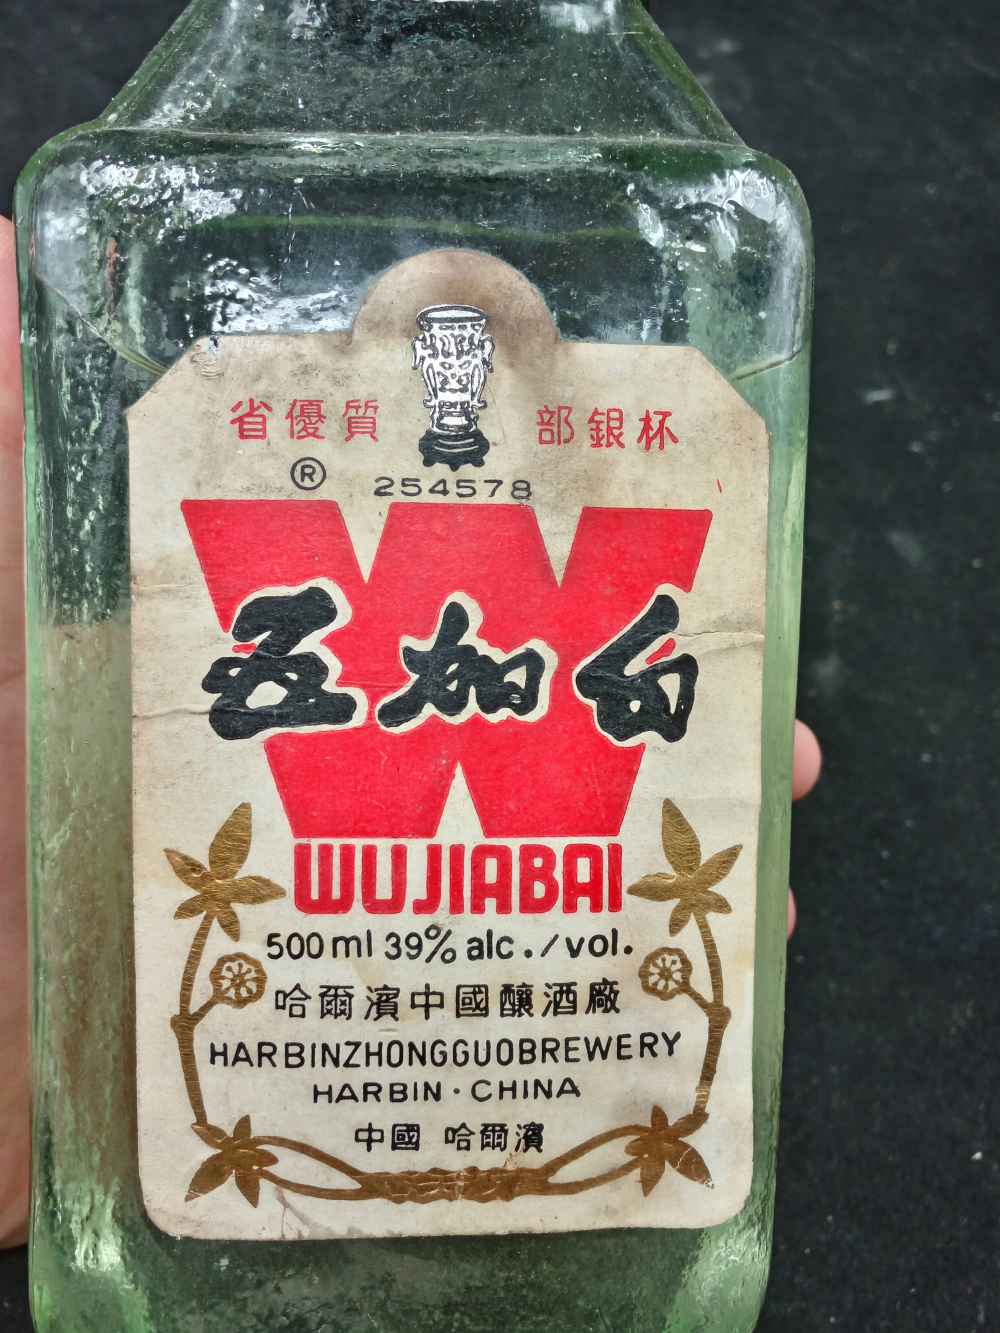 省優質 部銀杯
® 254578
W
五加白
WUJIABAI
500ml 39% alc./vol.
哈爾濱中國釀酒廠
HARBINZHONGGUOBREWERY
HARBIN·CHINA
中國 哈爾濱